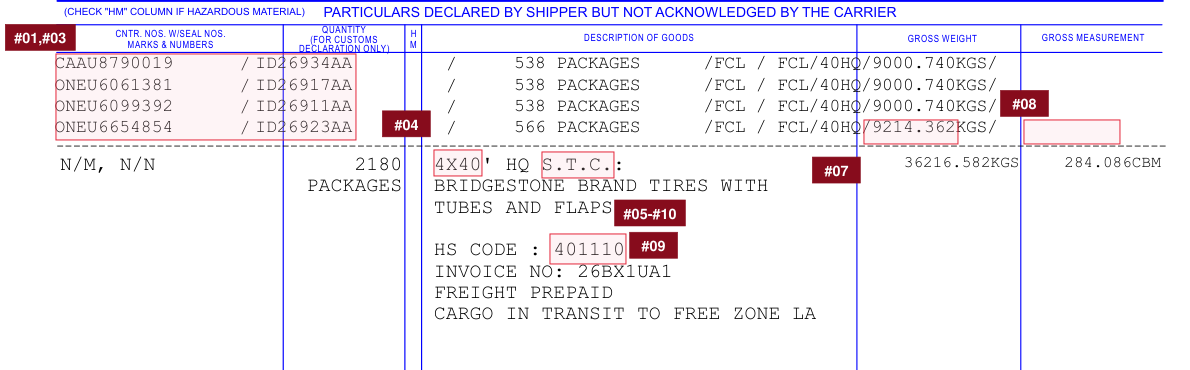 (CHECK "HM" COLUMN IF HAZARDOUS MATERIAL) PARTICULARS DECLARED BY SHIPPER BUT NOT ACKNOWLEDGED BY THE CARRIER
#01,#03
CNTR. NOS. W/SEAL NOS.
MARKS & NUMBERS
QUANTITY
(FOR CUSTOMS
DECLARATION ONLY)
H
M
DESCRIPTION OF GOODS
GROSS WEIGHT
GROSS MEASUREMENT
CAAU8790019 / ID26934AA / 538 PACKAGES /FCL / FCL/40HQ/9000.740KGS/
ONEU6061381 / ID26917AA / 538 PACKAGES /FCL / FCL/40HQ/9000.740KGS/
ONEU6099392 / ID26911AA / 538 PACKAGES /FCL / FCL/40HQ/9000.740KGS/
#08
ONEU6654854 / ID26923AA #04 / 566 PACKAGES /FCL / FCL/40HQ/9214.362KGS/
N/M, N/N 2180 4X40' HQ S.T.C.: #07 36216.582KGS 284.086CBM
PACKAGES BRIDGESTONE BRAND TIRES WITH
TUBES AND FLAPS #05-#10
HS CODE : 401110 #09
INVOICE NO: 26BX1UA1
FREIGHT PREPAID
CARGO IN TRANSIT TO FREE ZONE LA